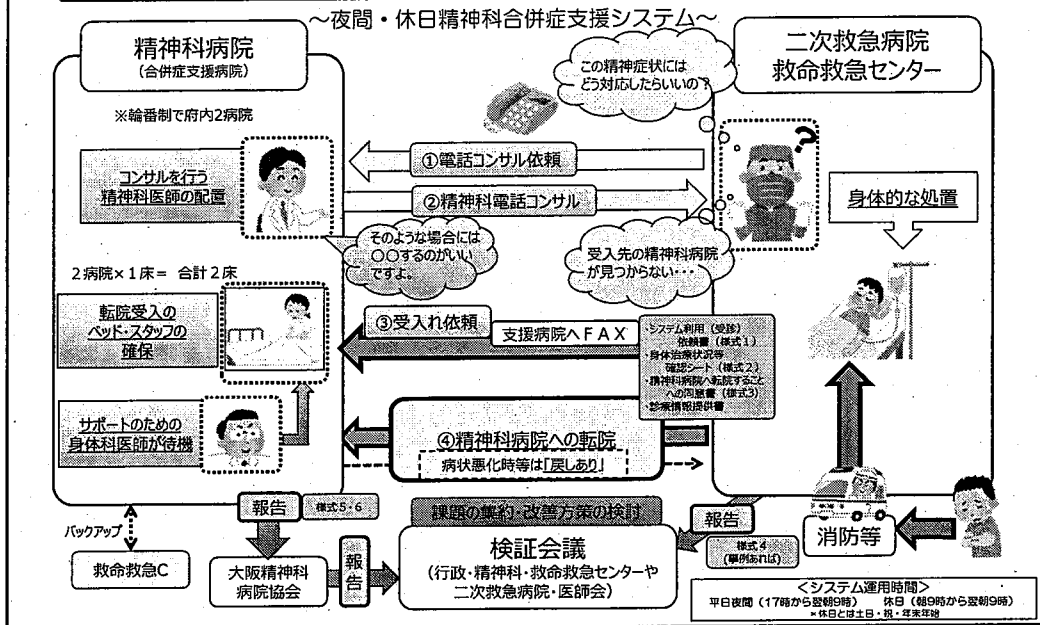 ～夜間・休日精神科合併症支援システム～
精神科病院
(合併症支援病院)
※輪番制で府内2病院
コンサルを行う
精神科医師の配置
２病院×１床＝ 合計２床
転院受入の
ベッド・スタッフの
確保
サポートのための
身体科医師が待機
二次救急病院
救命救急センター
この精神症状には
どう対応したらいいの？
？
①電話コンサル依頼
②精神科電話コンサル
そのような場合には
〇〇するのがいい
ですよ。
受入先の精神科病院
が見つからない・・・
身体的な処置
③受入れ依頼
支援病院へＦＡＸ
・システム利用（受診）
依頼書（様式１）
・身体治療状況等
確認シート（様式２）
・精神科病院へ転院すること
への同意書（様式3）
・診療情報提供書
④精神科病院への転院
病状悪化時等は「戻しあり」
バックアップ
救命救急Ｃ
報告
様式５・６
大阪精神科
病院協会
報告
課題の集約・改善方策の検討
検証会議
（行政・精神科・救命救急センターや
二次救急病院・医師会）
報告
様式４
(事例あれば)
消防等
＜システム運用時間＞
平日夜間（17時から翌朝9時） 休日（朝9時から翌朝9時）
＊休日とは土日・祝・年末年始